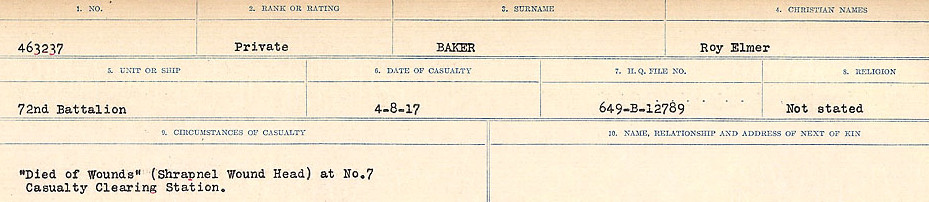 1. NO. 2. RANK OR RATING 3. SURNAME 4. CHRISTIAN NAMES
463237 Private BAKER Roy Elmer
5. UNIT OR SHIP 6. DATE OF CASUALTY 7. H.Q. FILE NO. 8. RELIGION
72nd Battalion 4-8-17 649-B-12789 Not stated
9. CIRCUMSTANCES OF CASUALTY 10. NAME, RELATIONSHIP AND ADDRESS OF NEXT OF KIN
"Died of Wounds" (Shrapnel Wound Head) at No.7
Casualty Clearing Station.